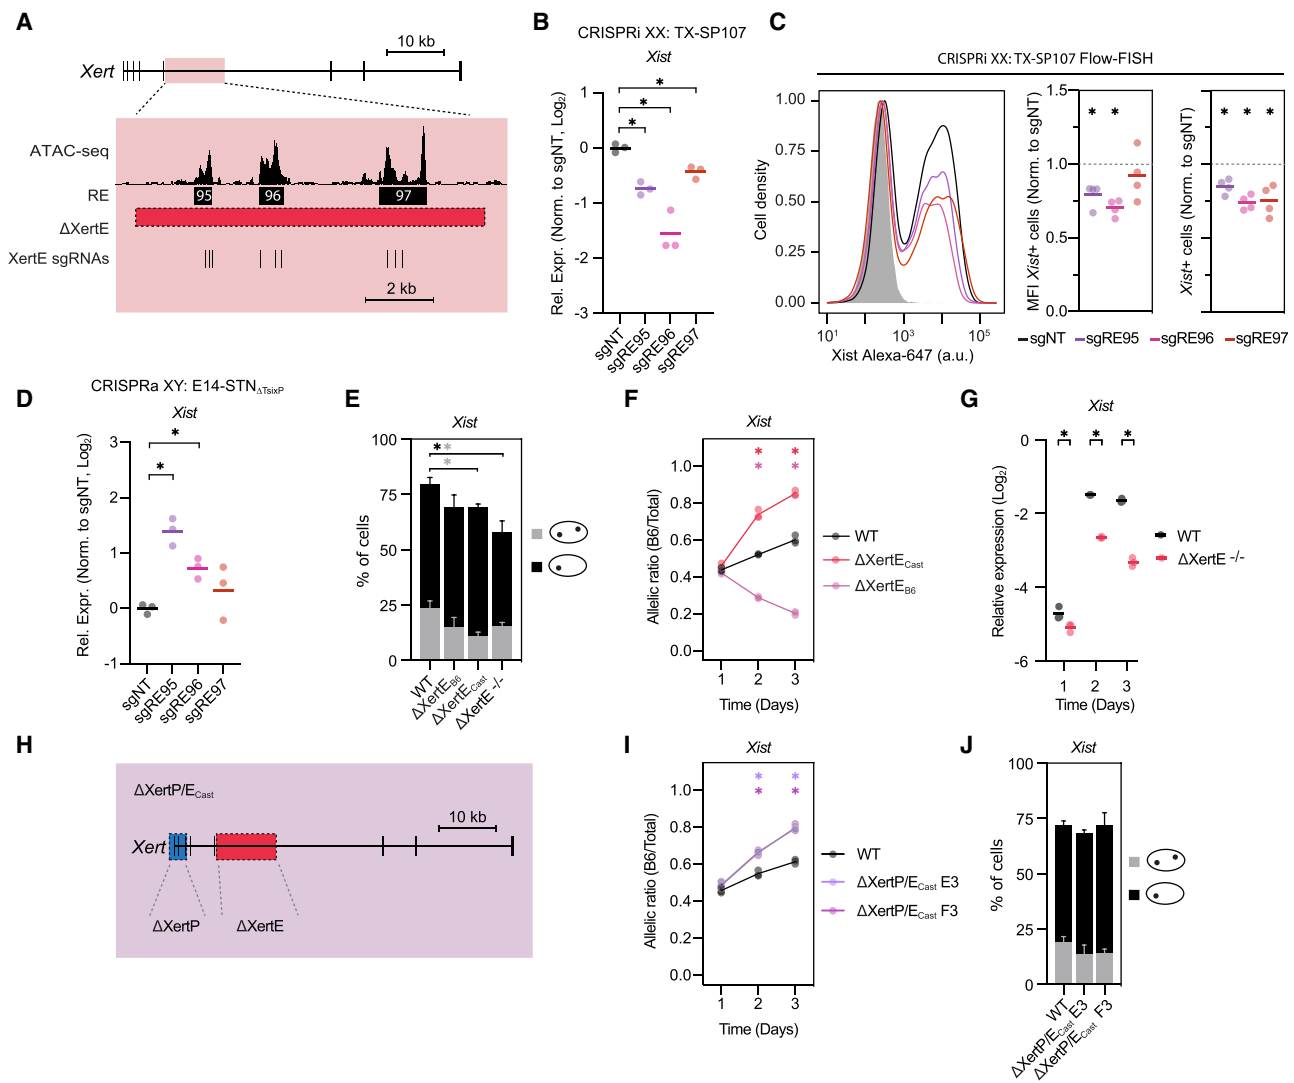 A
10 kb
Xert
ATAC-seq
RE
95
96
97
ΔXertE
XertE sgRNAs
2 kb
B
CRISPRi XX: TX-SP107
Xist
Rel. Expr. (Norm. to sgNT, Log2)
1
0
-1
-2
-3
* * *
sgNT
sgRE95
sgRE96
sgRE97
C
CRISPRi XX: TX-SP107 Flow-FISH
Cell density
1.00
0.75
0.50
0.25
0.00
10¹ 10³ 10⁵
Xist Alexa-647 (a.u.)
MFI Xist+ cells (Norm. to sgNT)
1.5
1.0
0.5
0.0
* *
Xist+ cells (Norm. to sgNT)
* * *
sgNT sgRE95 sgRE96 sgRE97
D
CRISPRa XY: E14-STNΔTsixP
Xist
Rel. Expr. (Norm. to sgNT, Log2)
3
2
1
0
-1
* *
sgNT
sgRE95
sgRE96
sgRE97
E
Xist
% of cells
100
75
50
25
0
* *
*
WT
ΔXertEB6
ΔXertECast
ΔXertE -/-
F
Xist
Allelic ratio (B6/Total)
1.0
0.8
0.6
0.4
0.2
0.0
* *
* *
1 2 3
Time (Days)
WT
ΔXertECast
ΔXertEB6
G
Xist
Relative expression (Log2)
0
-2
-4
-6
* * *
1 2 3
Time (Days)
WT
ΔXertE -/-
H
ΔXertP/ECast
10 kb
Xert
ΔXertP
ΔXertE
I
Xist
Allelic ratio (B6/Total)
1.0
0.8
0.6
0.4
0.2
0.0
* *
* *
1 2 3
Time (Days)
WT
ΔXertP/ECast E3
ΔXertP/ECast F3
J
Xist
% of cells
100
75
50
25
0
WT
ΔXertP/ECast E3
ΔXertP/ECast F3